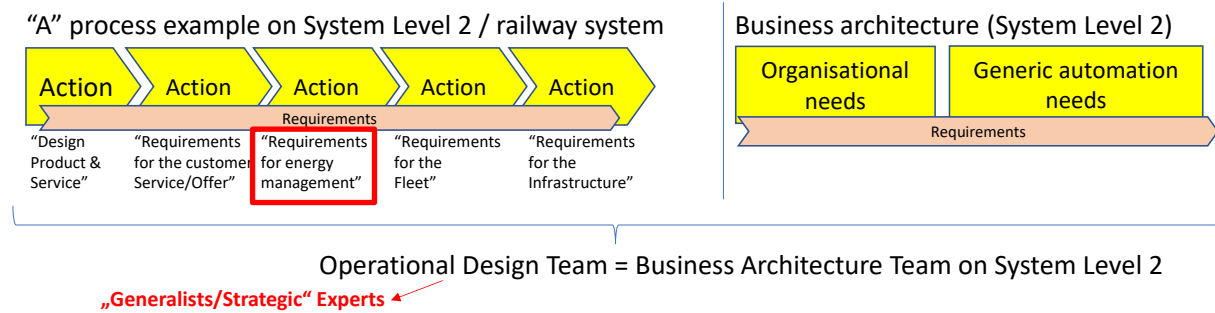 “A” process example on System Level 2 / railway system
Action
Action
Action
Action
Action
Requirements
“Design
Product &
Service”
“Requirements
for the customer
Service/Offer”
“Requirements
for energy
management”
“Requirements
for the
Fleet”
“Requirements
for the
Infrastructure”
Business architecture (System Level 2)
Organisational
needs
Generic automation
needs
Requirements
Operational Design Team = Business Architecture Team on System Level 2
„Generalists/Strategic“ Experts